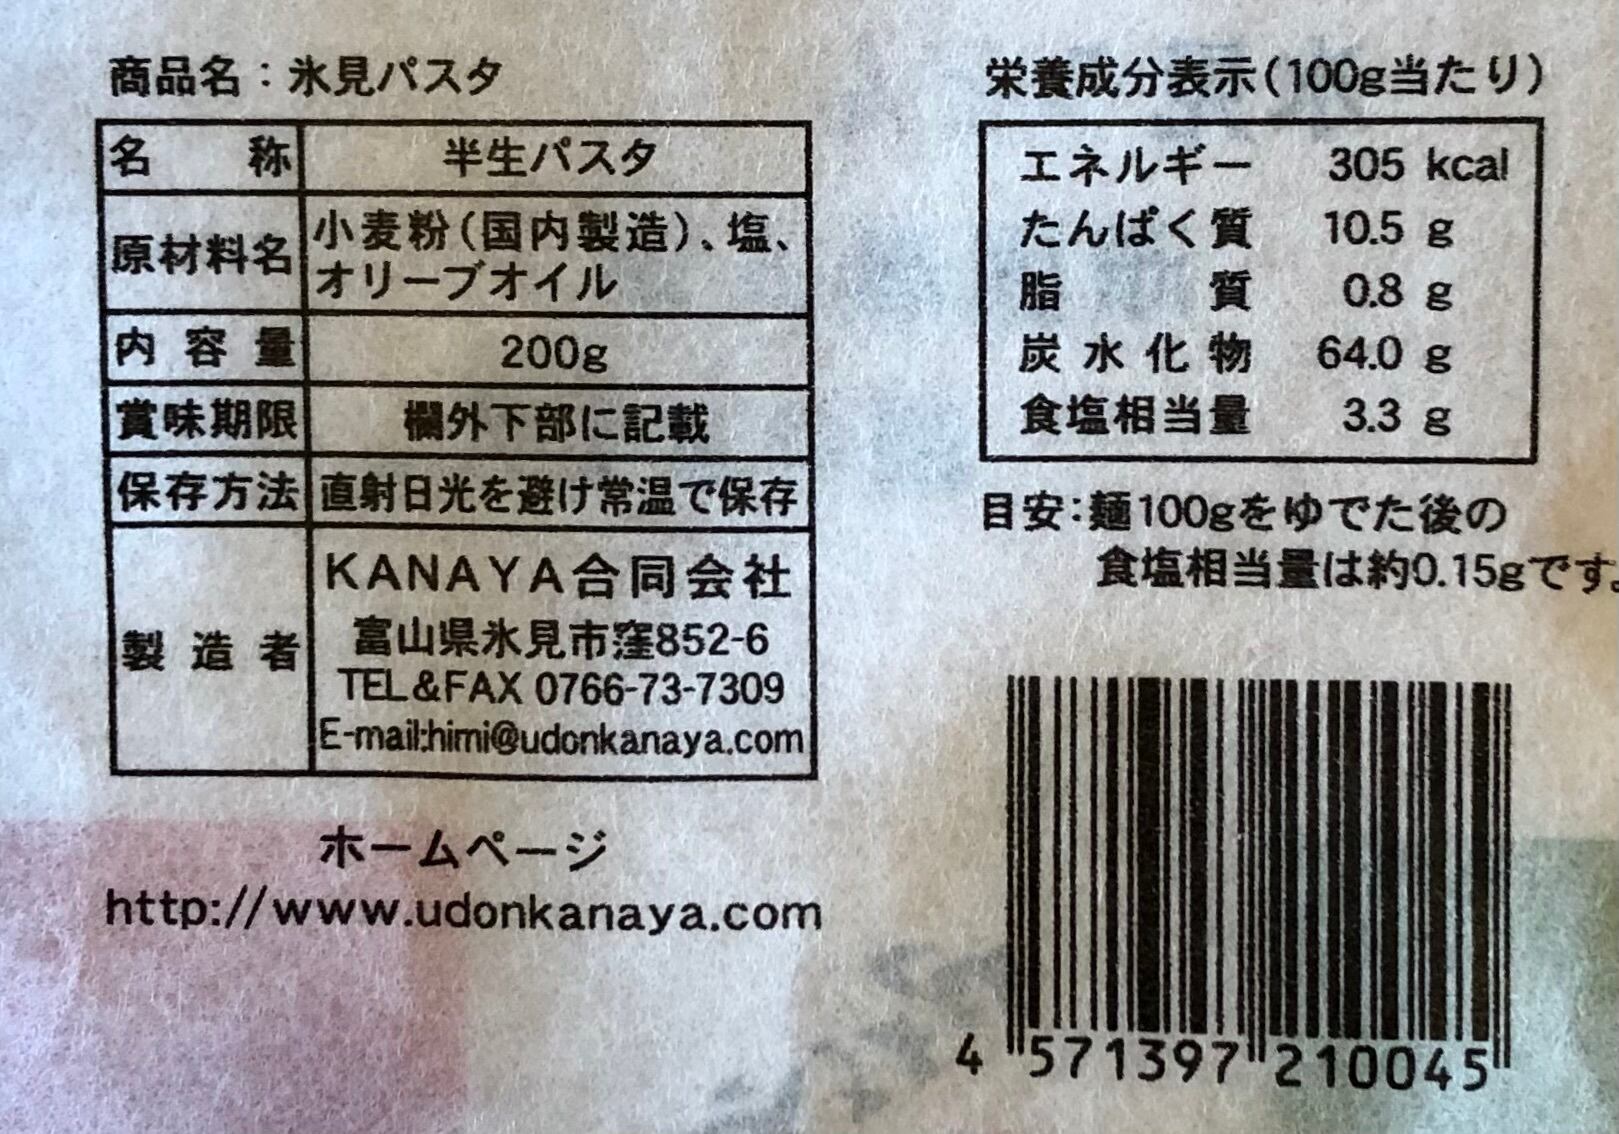 商品名：氷見パスタ
名称 半生パスタ
原材料名 小麦粉(国内製造)、塩、
オリーブオイル
内容量 200g
賞味期限 欄外下部に記載
保存方法 直射日光を避け常温で保存
製造者 KANAYA合同会社
富山県氷見市窪852-6
TEL&FAX 0766-73-7309
E-mail:himi@udonkanaya.com
ホームページ
http://www.udonkanaya.com
栄養成分表示(100g当たり)
エネルギー 305 kcal
たんぱく質 10.5 g
脂質 0.8 g
炭水化物 64.0 g
食塩相当量 3.3 g
目安:麺100gをゆでた後の
食塩相当量は約0.15gです。
4 571397 210045